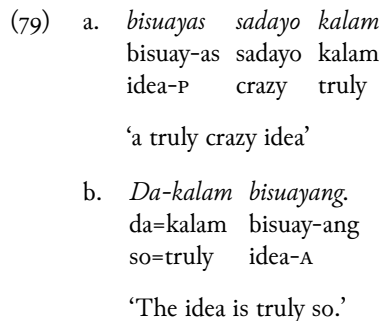 (79) a. bisuayas sadayo kalam
bisuay-as sadayo kalam
idea-P crazy truly
‘a truly crazy idea’
b. Da-kalam bisuayang.
da=kalam bisuay-ang
so=truly idea-A
‘The idea is truly so.’